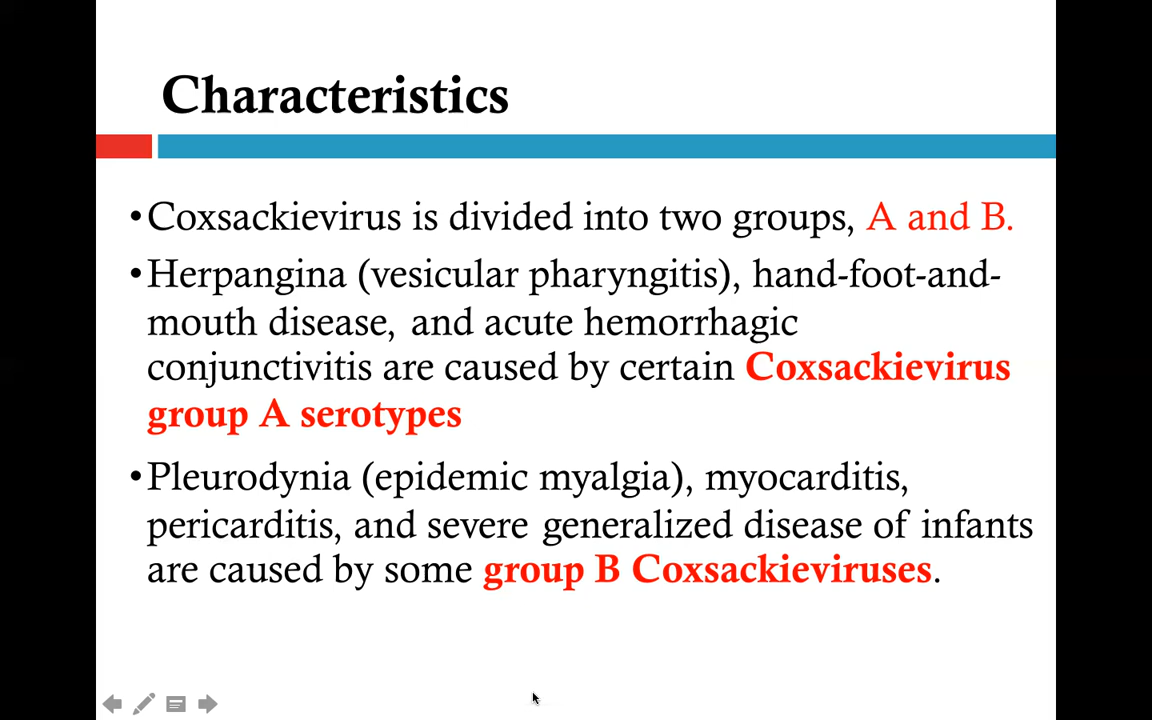 Characteristics
•Coxsackievirus is divided into two groups, A and B.
•Herpangina (vesicular pharyngitis), hand-foot-and-
mouth disease, and acute hemorrhagic
conjunctivitis are caused by certain Coxsackievirus
group A serotypes
•Pleurodynia (epidemic myalgia), myocarditis,
pericarditis, and severe generalized disease of infants
are caused by some group B Coxsackieviruses.